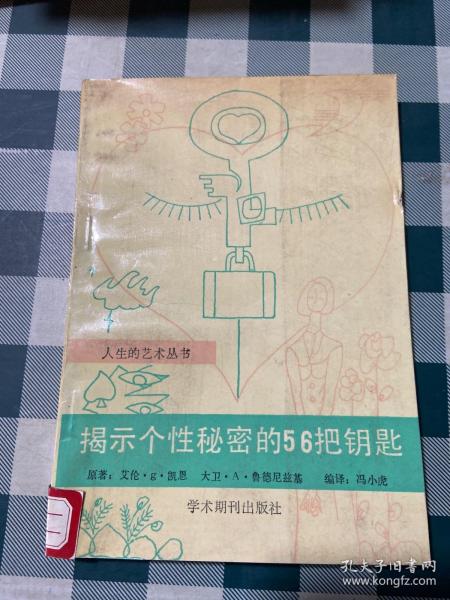 人生的艺术丛书
揭示个性秘密的56把钥匙
原著：艾伦·g·凯恩 大卫·A·鲁德尼兹基 编译：冯小虎
学术期刊出版社
孔夫子旧书网
www.kongfz.com